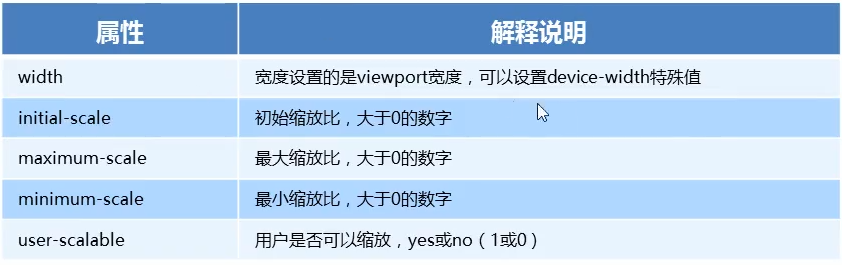 属性 解释说明
width 宽度设置的是viewport宽度，可以设置device-width特殊值
initial-scale 初始缩放比，大于0的数字
maximum-scale 最大缩放比，大于0的数字
minimum-scale 最小缩放比，大于0的数字
user-scalable 用户是否可以缩放，yes或no（1或0）